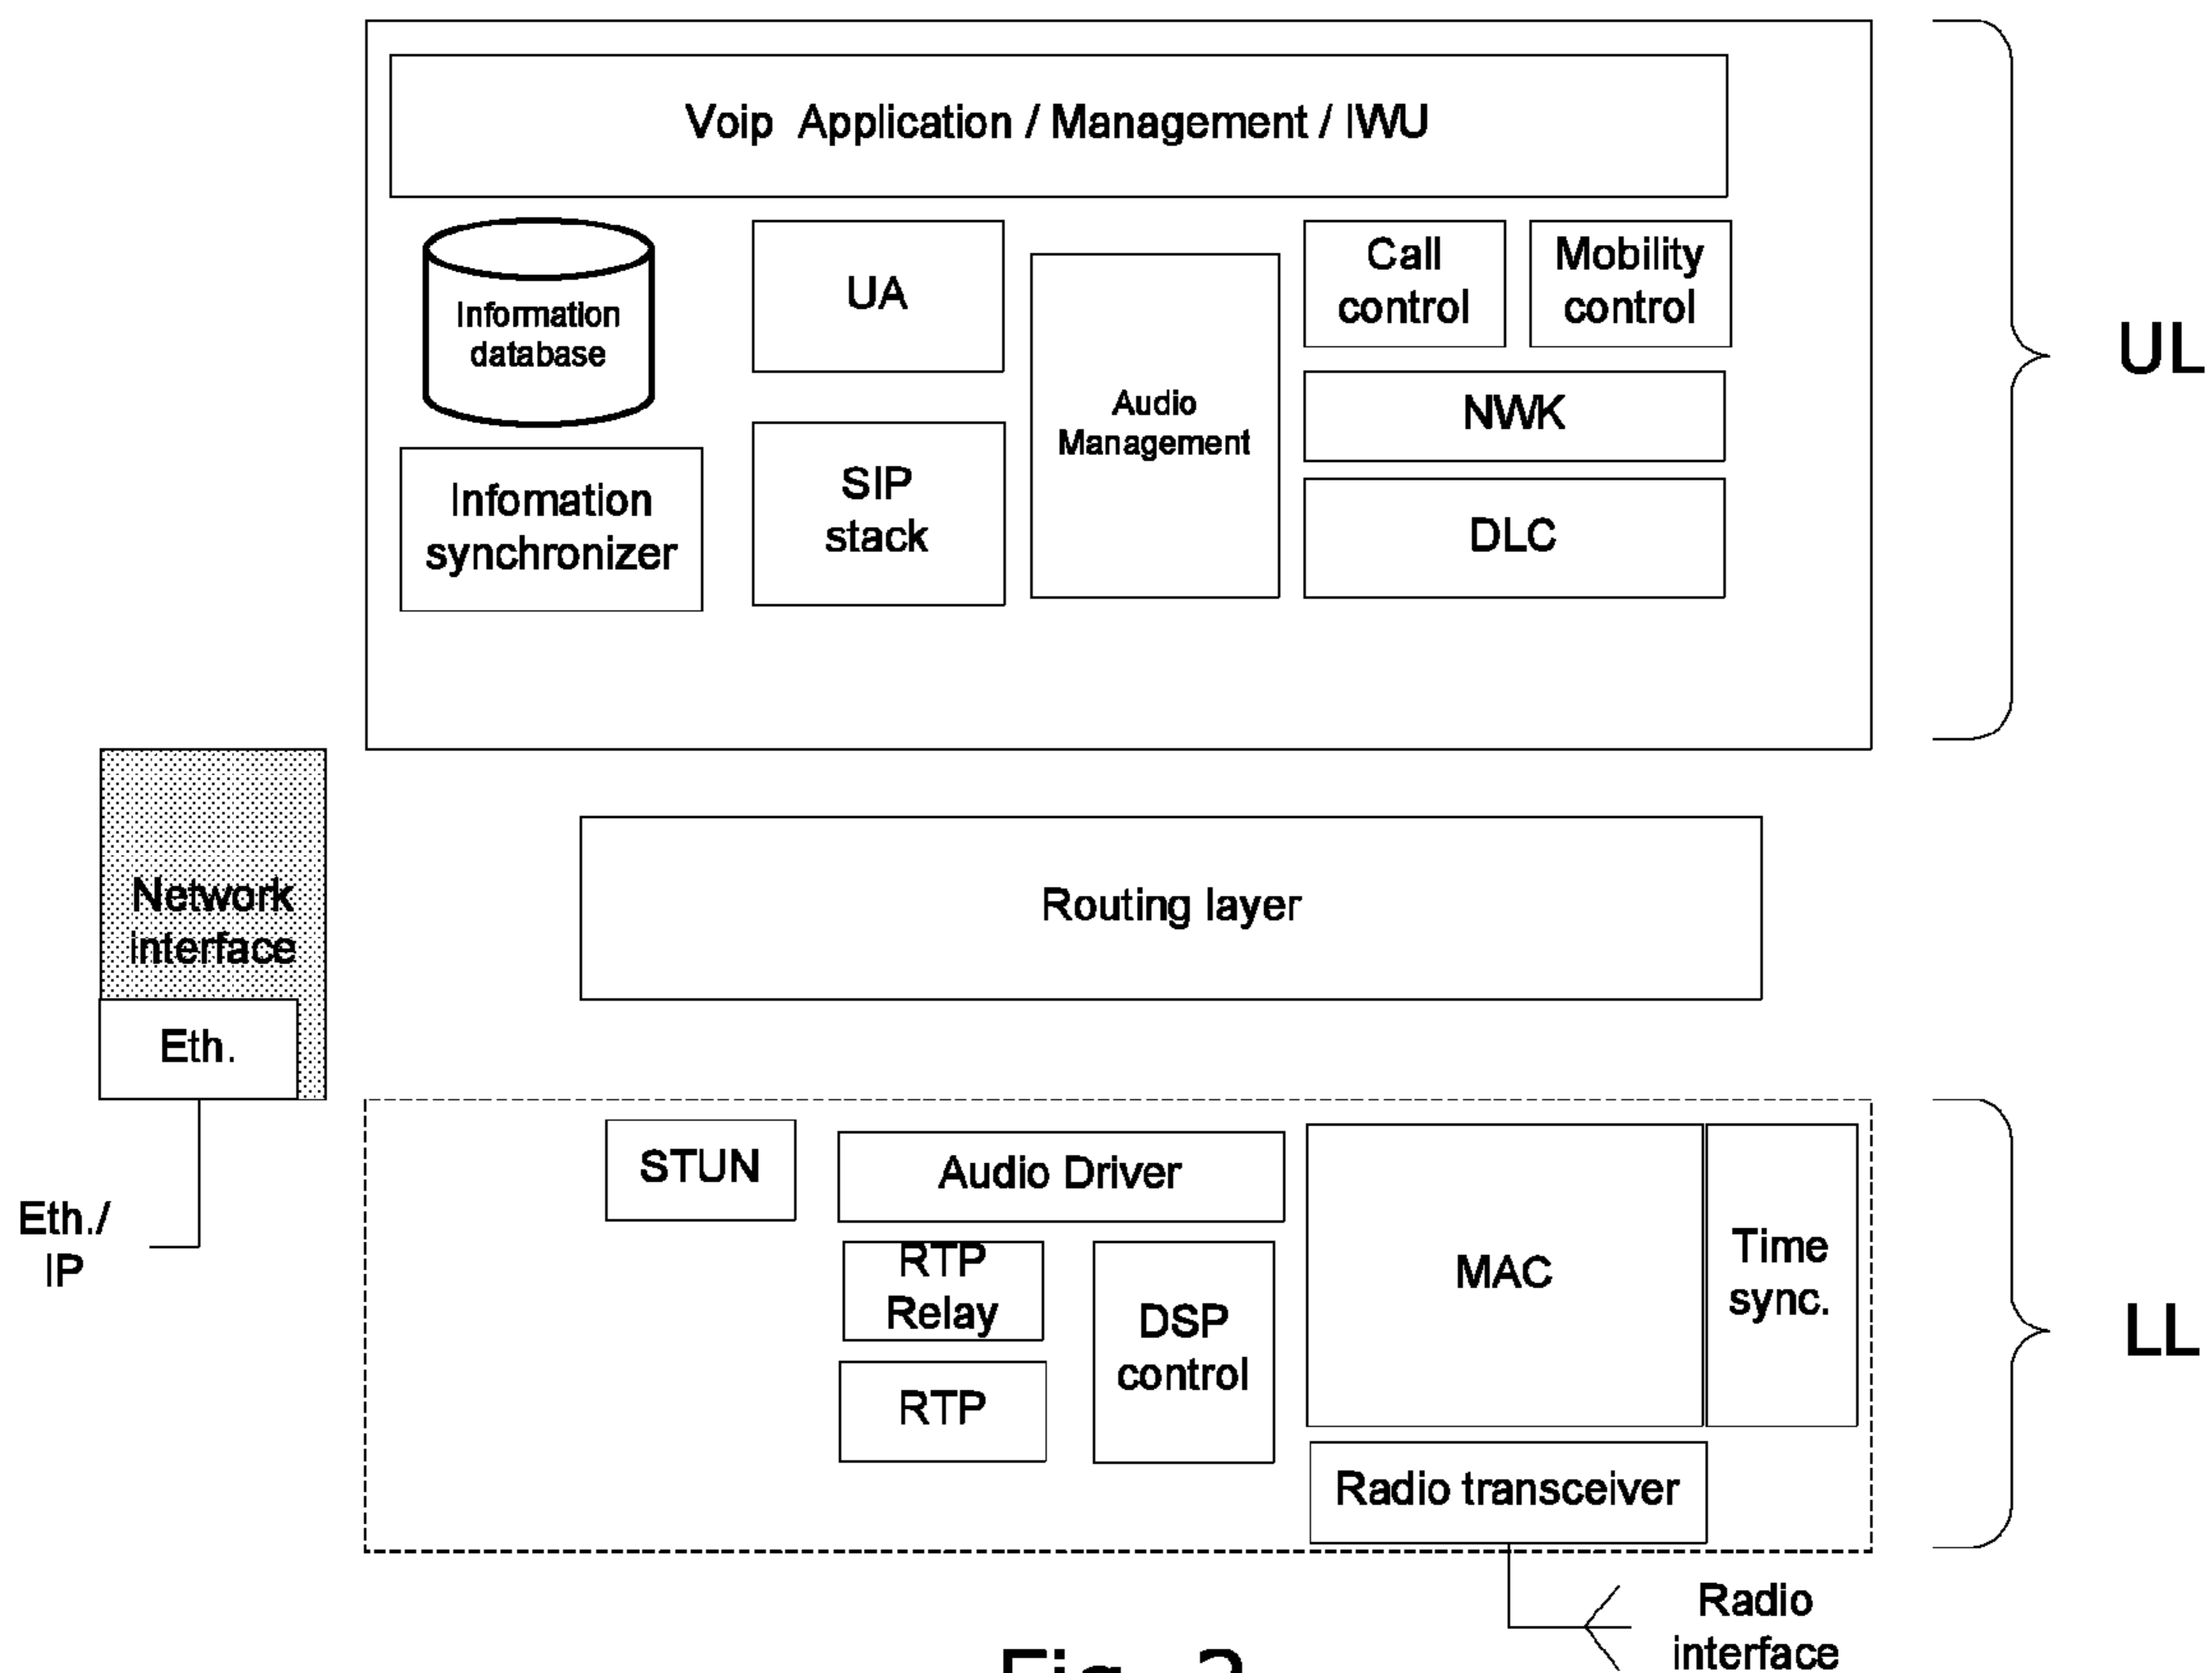 Voip Application / Management / IWU
Information
database
UA
Call
control
Mobility
control
Audio
Management
NWK
Infomation
synchronizer
SIP
stack
DLC
UL
Network
interface
Eth.
Routing layer
Eth./
IP
STUN
Audio Driver
RTP
Relay
DSP
control
RTP
MAC
Time
sync.
Radio transceiver
LL
Radio
interface